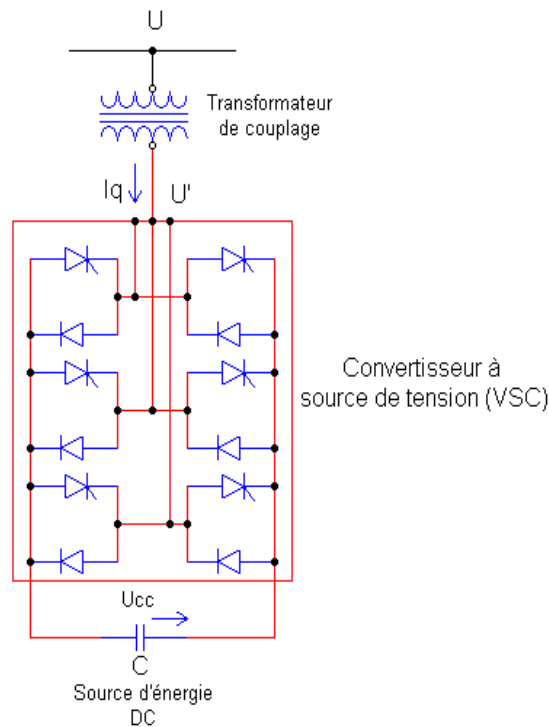 U
Transformateur
de couplage
Iq
U'
Convertisseur à
source de tension (VSC)
Ucc
C
Source d'énergie
DC